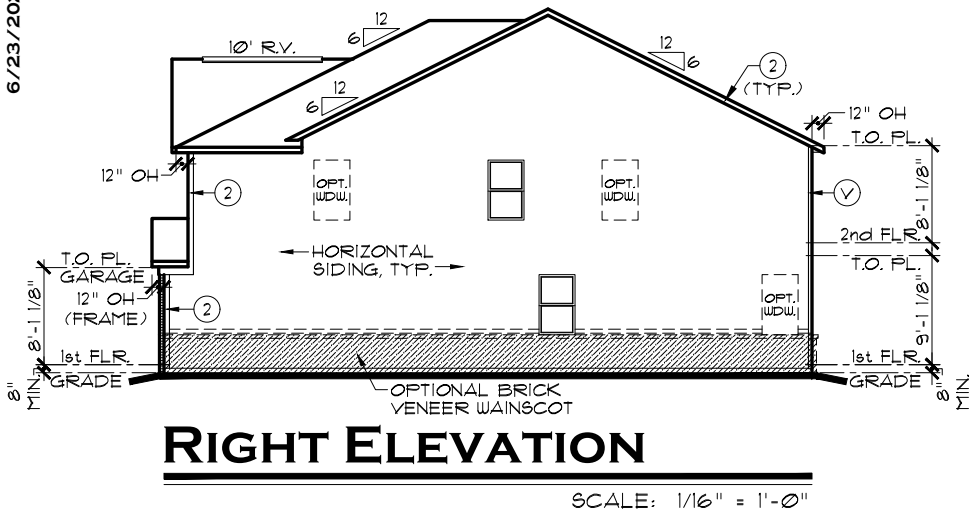 6/23/202
12
6
10' R.V.
12
6
12
6
2
(TYP.)
12" OH
T.O. PL.
12" OH
2
OPT.
WDW.
OPT.
WDW.
V
8'-1 1/8"
2nd FLR.
T.O. PL.
HORIZONTAL
SIDING, TYP.
T.O. PL.
GARAGE
12" OH
(FRAME)
2
OPT.
WDW.
8'-1 1/8"
9'-1 1/8"
1st FLR.
GRADE
8"
MIN.
1st FLR.
GRADE
8"
MIN.
OPTIONAL BRICK
VENEER WAINSCOT
RIGHT ELEVATION
SCALE: 1/16" = 1'-0"